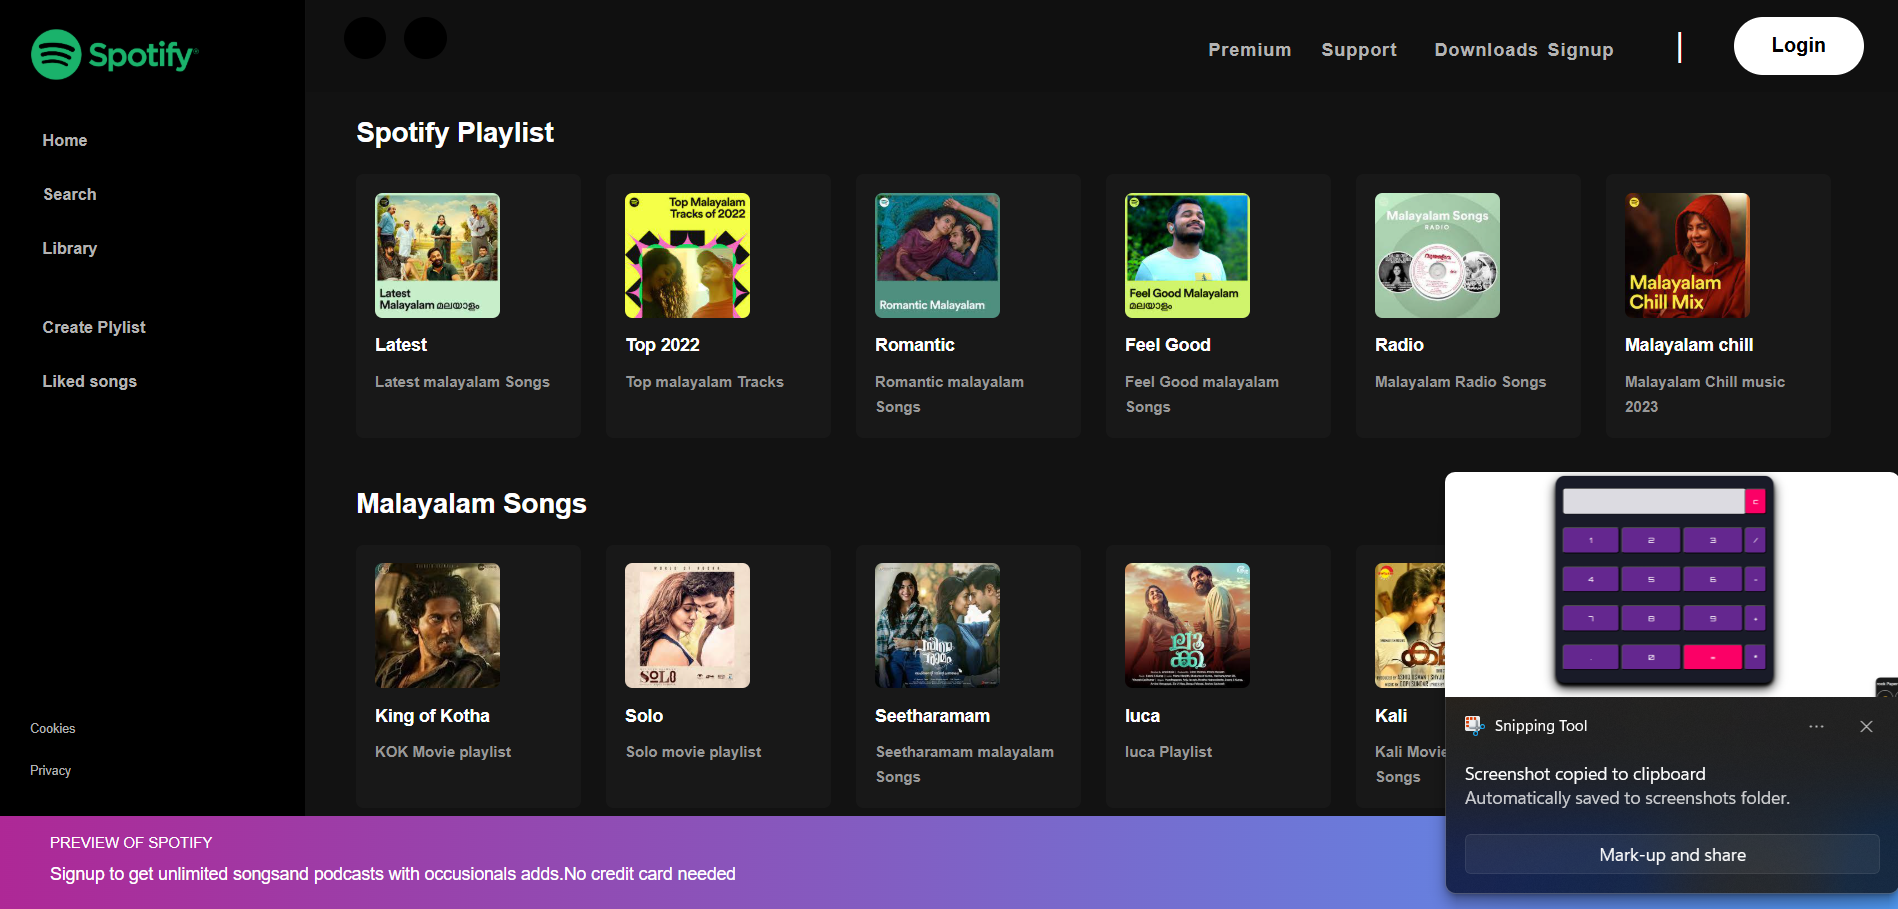 Spotify
Premium
Support
Downloads
Signup
Login
Home
Search
Library
Create Plylist
Liked songs
Cookies
Privacy
Spotify Playlist
Latest
Malayalam മലയാളം
Latest
Latest malayalam Songs
Top Malayalam
Tracks of 2022
Top 2022
Top malayalam Tracks
Romantic Malayalam
Romantic
Romantic malayalam
Songs
Feel Good Malayalam
മലയാളം
Feel Good
Feel Good malayalam
Songs
Malayalam Songs
RADIO
Radio
Malayalam Radio Songs
Malayalam
Chill Mix
Malayalam chill
Malayalam Chill music
2023
Malayalam Songs
King of Kotha
KOK Movie playlist
SOLO
Solo
Solo movie playlist
സീതാ
രാമം
Seetharamam
Seetharamam malayalam
Songs
ലൂ
ക്ക
luca
luca Playlist
Kali
Kali Movie
Songs
C
1 2 3 /
4 5 6 -
7 8 9 +
. 0 = *
Snipping Tool
Screenshot copied to clipboard
Automatically saved to screenshots folder.
Mark-up and share
PREVIEW OF SPOTIFY
Signup to get unlimited songsand podcasts with occusionals adds.No credit card needed